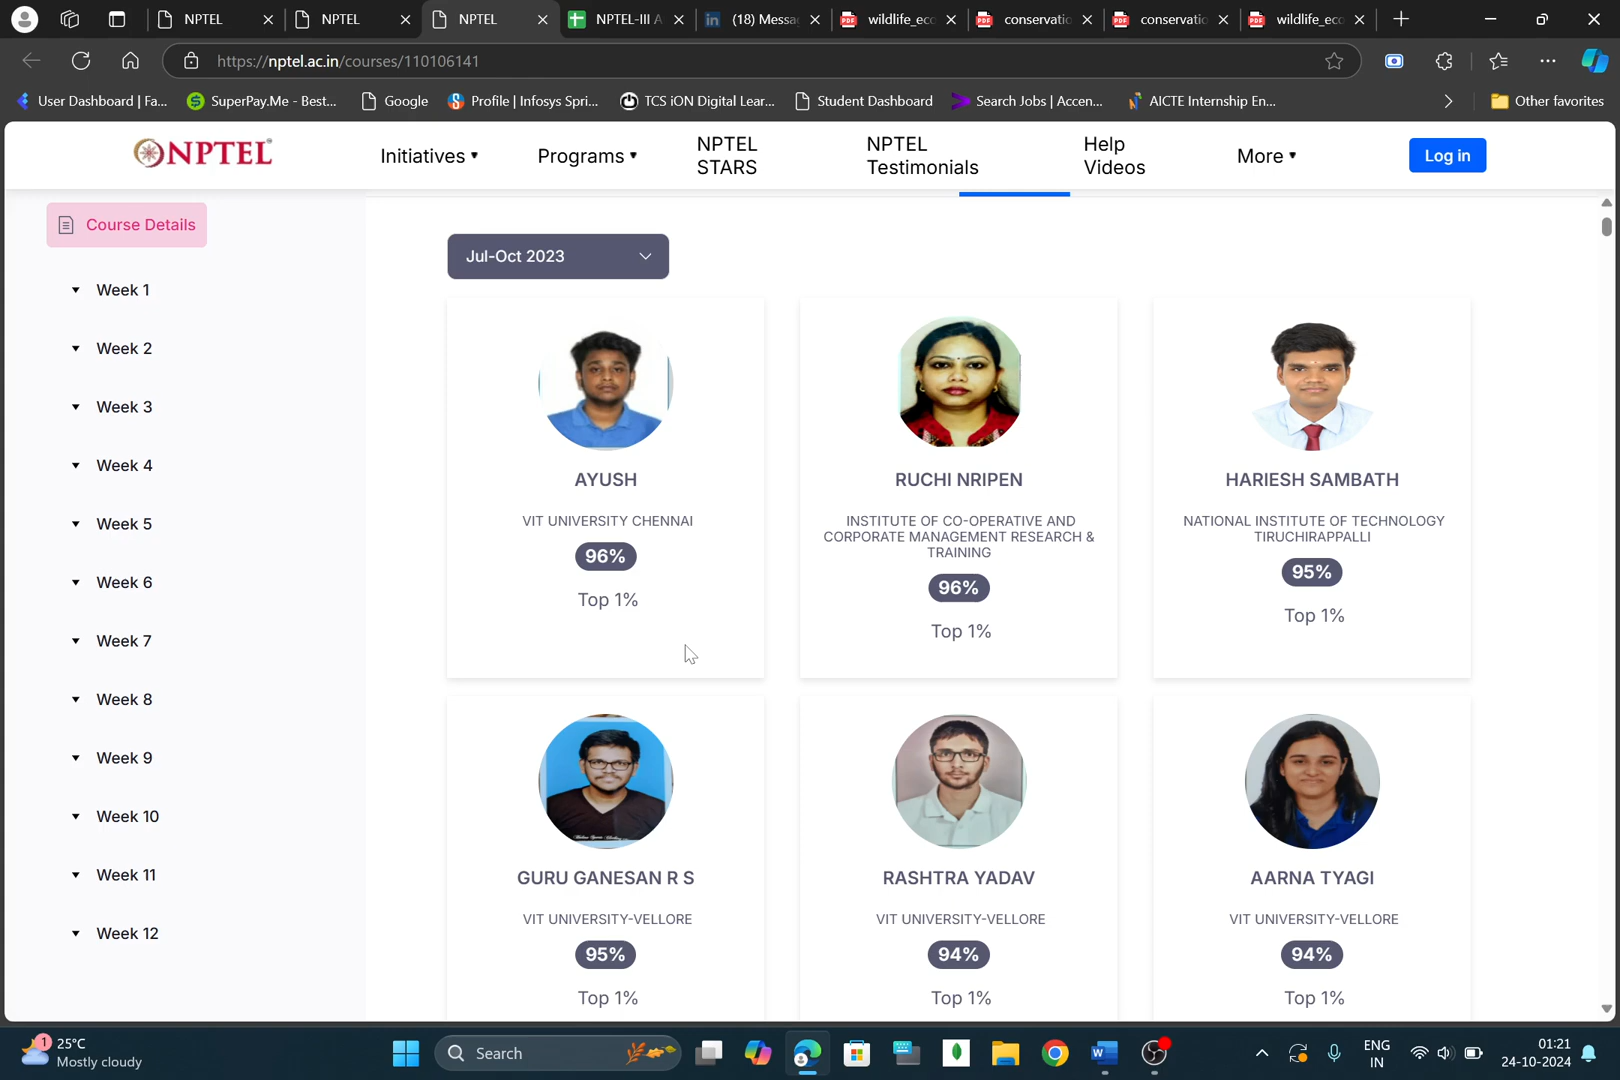 NPTEL
NPTEL
NPTEL
NPTEL-III A
(18) Messa
wildlife_eco
conservatio
conservatio
wildlife_eco
https://nptel.ac.in/courses/110106141
User Dashboard | Fa...
SuperPay.Me - Best...
Google
Profile | Infosys Spri...
TCS iON Digital Lear...
Student Dashboard
Search Jobs | Accen...
AICTE Internship En...
Other favorites
NPTEL
Initiatives
Programs
NPTEL STARS
NPTEL Testimonials
Help Videos
More
Log in
Course Details
Week 1
Week 2
Week 3
Week 4
Week 5
Week 6
Week 7
Week 8
Week 9
Week 10
Week 11
Week 12
Jul-Oct 2023
AYUSH
VIT UNIVERSITY CHENNAI
96%
Top 1%
RUCHI NRIPEN
INSTITUTE OF CO-OPERATIVE AND
CORPORATE MANAGEMENT RESEARCH &
TRAINING
96%
Top 1%
HARIESH SAMBATH
NATIONAL INSTITUTE OF TECHNOLOGY
TIRUCHIRAPPALLI
95%
Top 1%
GURU GANESAN R S
VIT UNIVERSITY-VELLORE
95%
Top 1%
RASHTRA YADAV
VIT UNIVERSITY-VELLORE
94%
Top 1%
AARNA TYAGI
VIT UNIVERSITY-VELLORE
94%
Top 1%
1
25°C
Mostly cloudy
Search
ENG
IN
01:21
24-10-2024